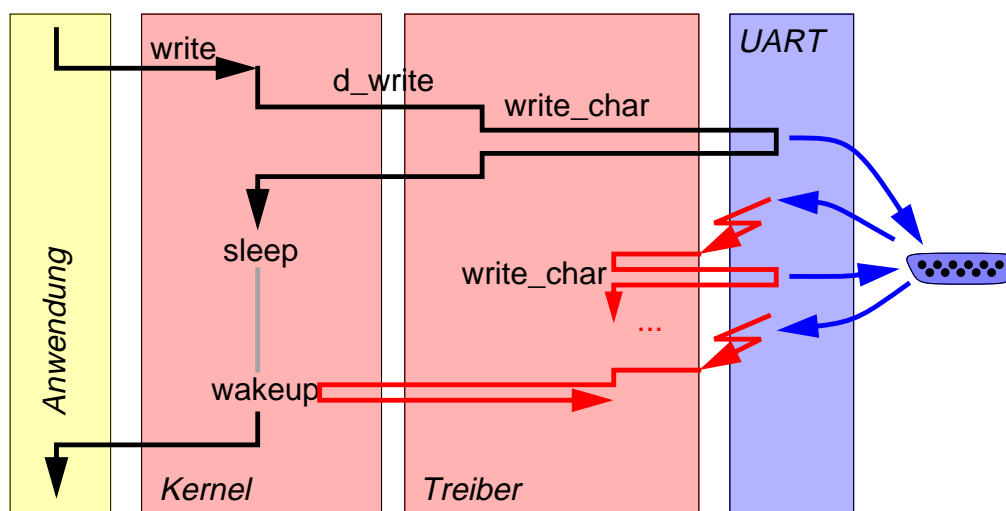 write
UART
d_write
write_char
sleep
write_char
...
wakeup
Anwendung
Kernel
Treiber